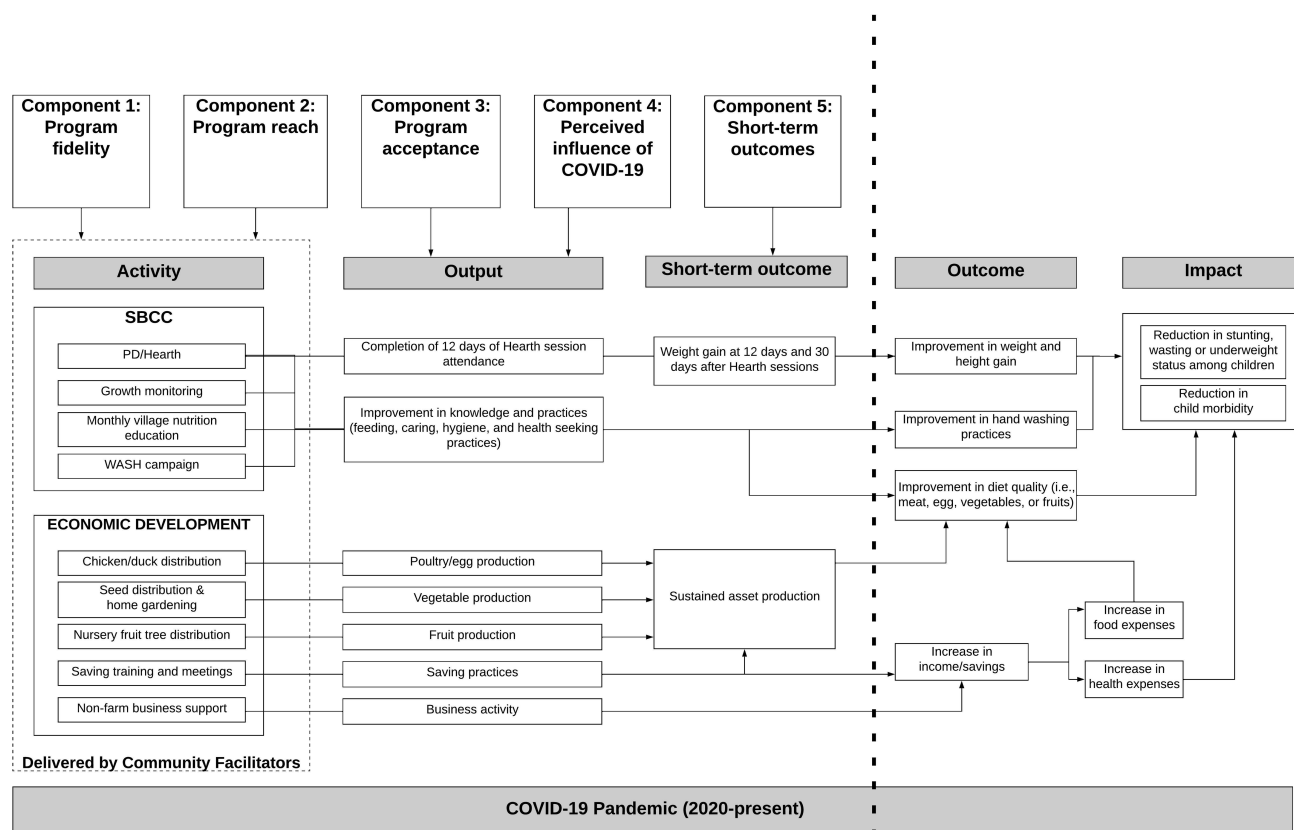 Component 1:
Program
fidelity
Component 2:
Program reach
Component 3:
Program
acceptance
Component 4:
Perceived
influence of
COVID-19
Component 5:
Short-term
outcomes
Activity
Output
Short-term outcome
Outcome
Impact
SBCC
PD/Hearth
Growth monitoring
Monthly village nutrition
education
WASH campaign
Completion of 12 days of Hearth session
attendance
Improvement in knowledge and practices
(feeding, caring, hygiene, and health seeking
practices)
Weight gain at 12 days and 30
days after Hearth sessions
Improvement in weight and
height gain
Improvement in hand washing
practices
Improvement in diet quality (i.e.,
meat, egg, vegetables, or fruits)
Reduction in stunting,
wasting or underweight
status among children
Reduction in
child morbidity
ECONOMIC DEVELOPMENT
Chicken/duck distribution
Seed distribution &
home gardening
Nursery fruit tree distribution
Saving training and meetings
Non-farm business support
Poultry/egg production
Vegetable production
Fruit production
Saving practices
Business activity
Sustained asset production
Increase in
income/savings
Increase in
food expenses
Increase in
health expenses
Delivered by Community Facilitators
COVID-19 Pandemic (2020-present)